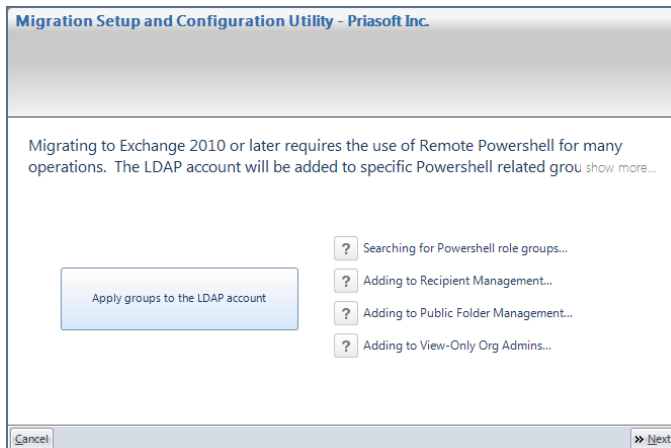 Migration Setup and Configuration Utility - Priasoft Inc.
Migrating to Exchange 2010 or later requires the use of Remote Powershell for many
operations. The LDAP account will be added to specific Powershell related grou show more...
? Searching for Powershell role groups...
Apply groups to the LDAP account
? Adding to Recipient Management...
? Adding to Public Folder Management...
? Adding to View-Only Org Admins...
Cancel
» Next